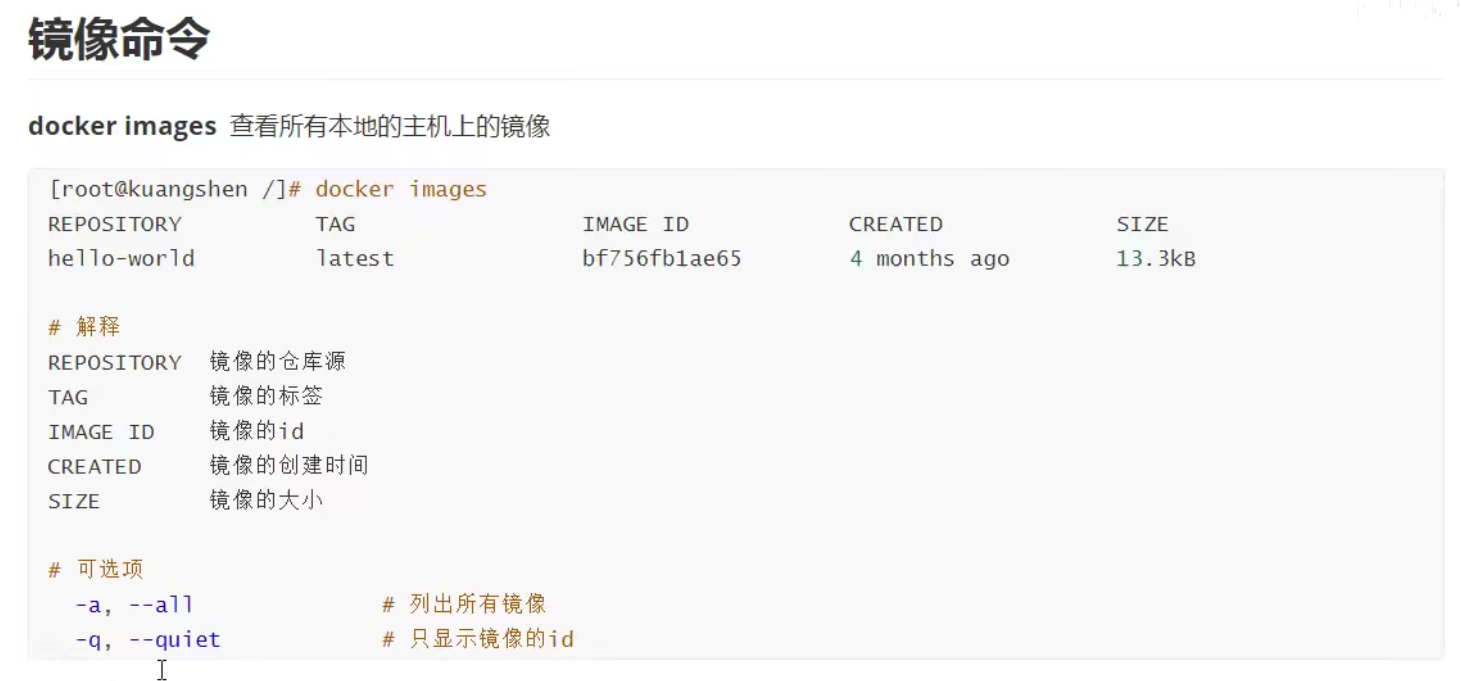 镜像命令
docker images 查看所有本地的主机上的镜像
[root@kuangshen /]# docker images
REPOSITORY TAG IMAGE ID CREATED SIZE
hello-world latest bf756fb1ae65 4 months ago 13.3kB
# 解释
REPOSITORY 镜像的仓库源
TAG 镜像的标签
IMAGE ID 镜像的id
CREATED 镜像的创建时间
SIZE 镜像的大小
# 可选项
-a, --all # 列出所有镜像
-q, --quiet # 只显示镜像的id